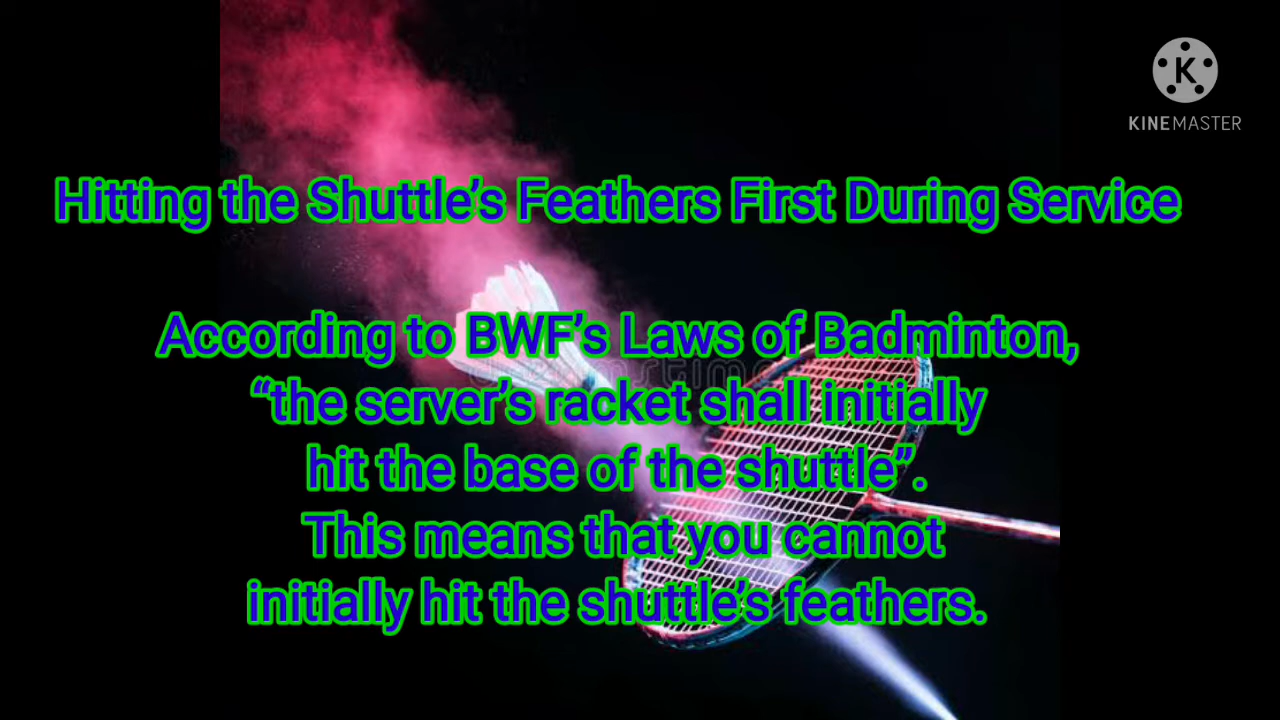 KINEMASTER
Hitting the Shuttle’s Feathers First During Service
According to BWF’s Laws of Badminton,
“the server’s racket shall initially
hit the base of the shuttle”.
This means that you cannot
initially hit the shuttle’s feathers.